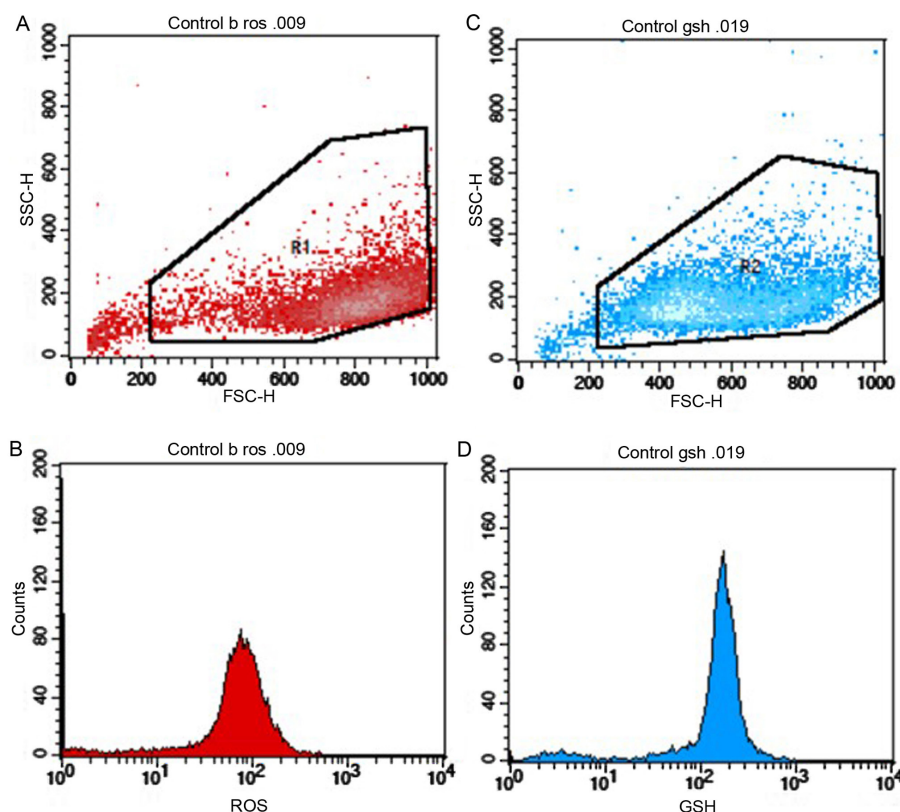 A
Control b ros .009
SSC-H
1000
800
600
400
200
0
R1
0 200 400 600 800 1000
FSC-H
C
Control gsh .019
SSC-H
1000
800
600
400
200
0
R2
0 200 400 600 800 1000
FSC-H
B
Control b ros .009
Counts
200
160
120
80
40
0
10⁰ 10¹ 10² 10³ 10⁴
ROS
D
Control gsh .019
Counts
200
160
120
80
40
0
10⁰ 10¹ 10² 10³ 10⁴
GSH